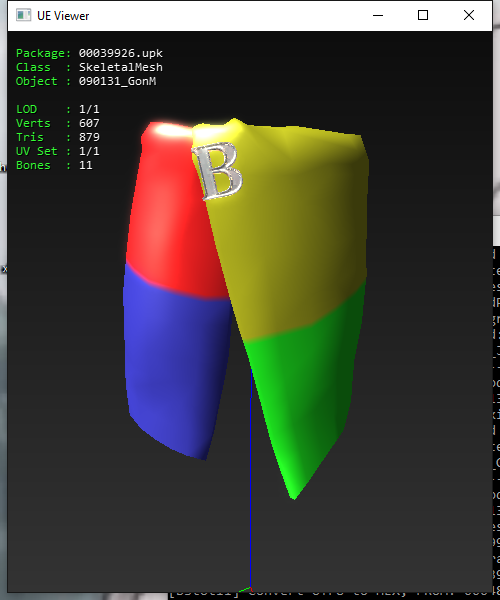 UE Viewer
Package: 00039926.upk
Class  : SkeletalMesh
Object : 090131_GonM
LOD    : 1/1
Verts  : 607
Tris   : 879
UV Set : 1/1
Bones  : 11
B